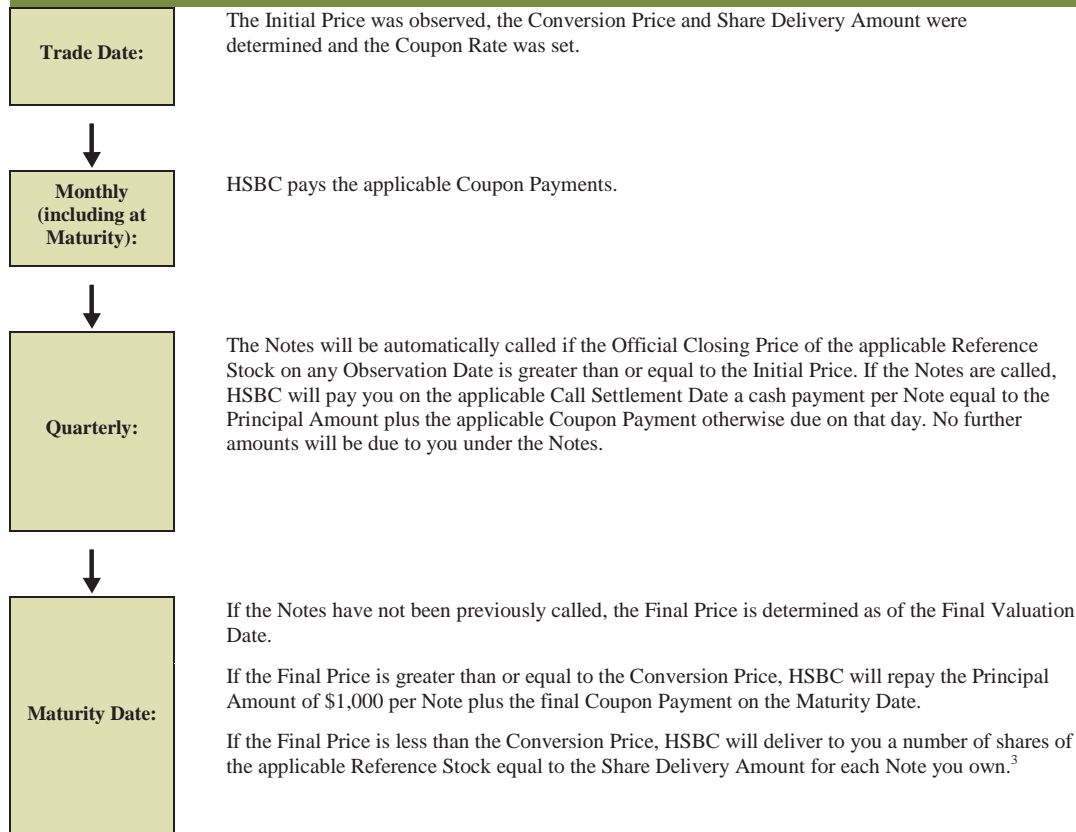 Trade Date:
The Initial Price was observed, the Conversion Price and Share Delivery Amount were
determined and the Coupon Rate was set.
Monthly
(including at
Maturity):
HSBC pays the applicable Coupon Payments.
Quarterly:
The Notes will be automatically called if the Official Closing Price of the applicable Reference
Stock on any Observation Date is greater than or equal to the Initial Price. If the Notes are called,
HSBC will pay you on the applicable Call Settlement Date a cash payment per Note equal to the
Principal Amount plus the applicable Coupon Payment otherwise due on that day. No further
amounts will be due to you under the Notes.
Maturity Date:
If the Notes have not been previously called, the Final Price is determined as of the Final Valuation
Date.
If the Final Price is greater than or equal to the Conversion Price, HSBC will repay the Principal
Amount of $1,000 per Note plus the final Coupon Payment on the Maturity Date.
If the Final Price is less than the Conversion Price, HSBC will deliver to you a number of shares of
the applicable Reference Stock equal to the Share Delivery Amount for each Note you own.³